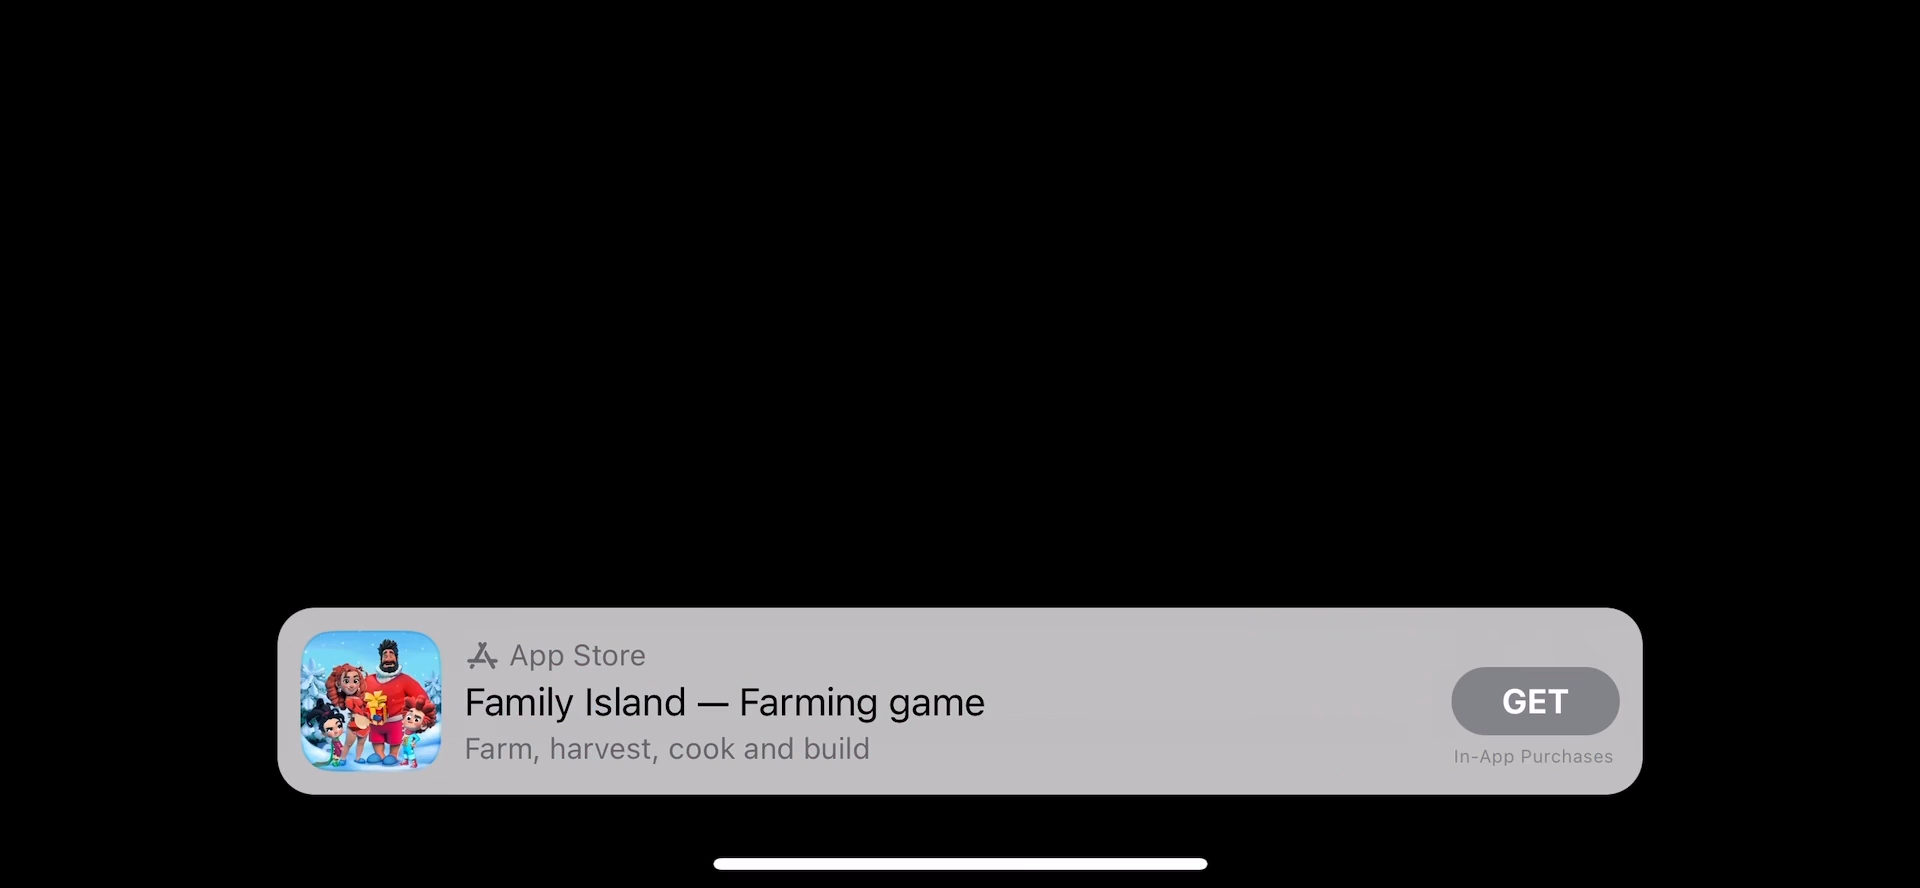 App Store
Family Island — Farming game
Farm, harvest, cook and build
GET
In-App Purchases